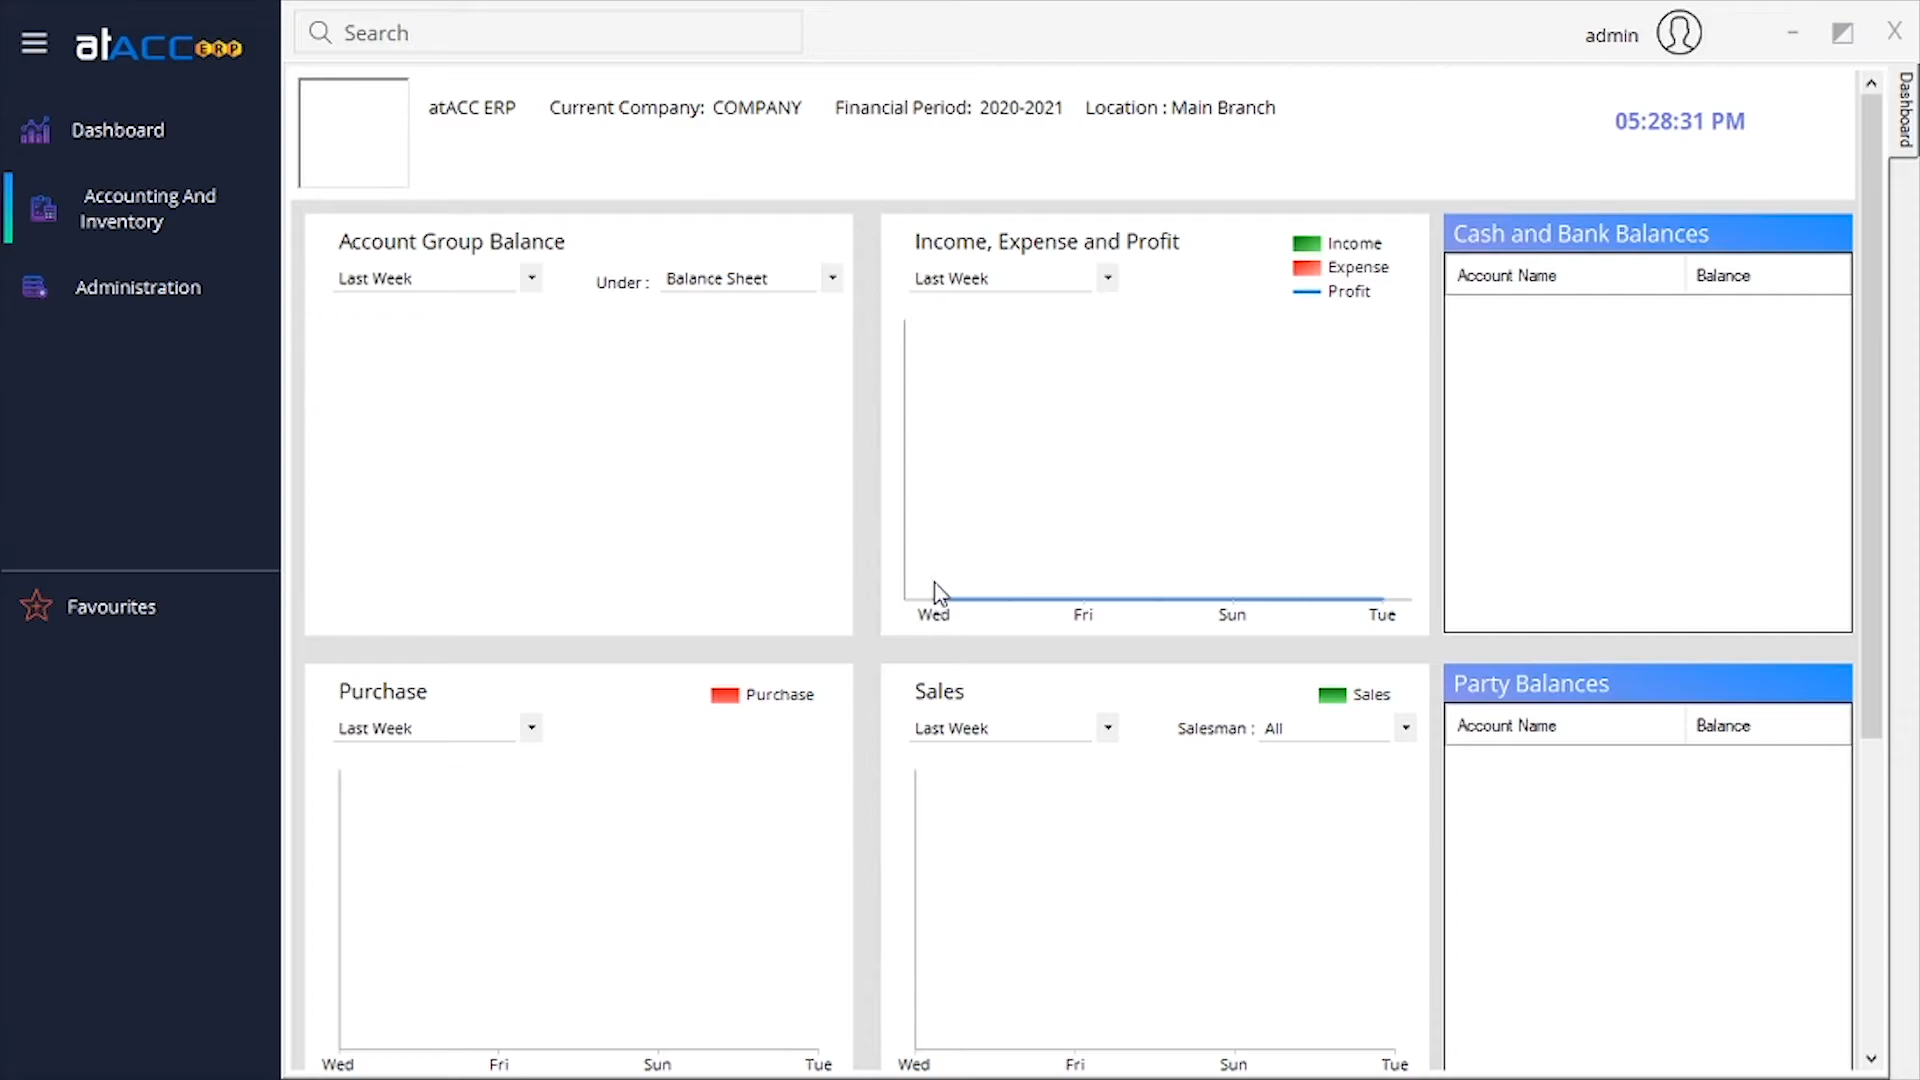 atACC ERP
Search
admin
X
Dashboard
Dashboard
Accounting And
Inventory
Administration
Favourites
atACC ERP Current Company: COMPANY Financial Period: 2020-2021 Location : Main Branch
05:28:31 PM
Account Group Balance
Last Week Under : Balance Sheet
Income, Expense and Profit
Last Week
Income
Expense
Profit
Wed Fri Sun Tue
Cash and Bank Balances
Account Name Balance
Purchase
Purchase
Last Week
Wed Fri Sun Tue
Sales
Sales
Last Week Salesman : All
Wed Fri Sun Tue
Party Balances
Account Name Balance